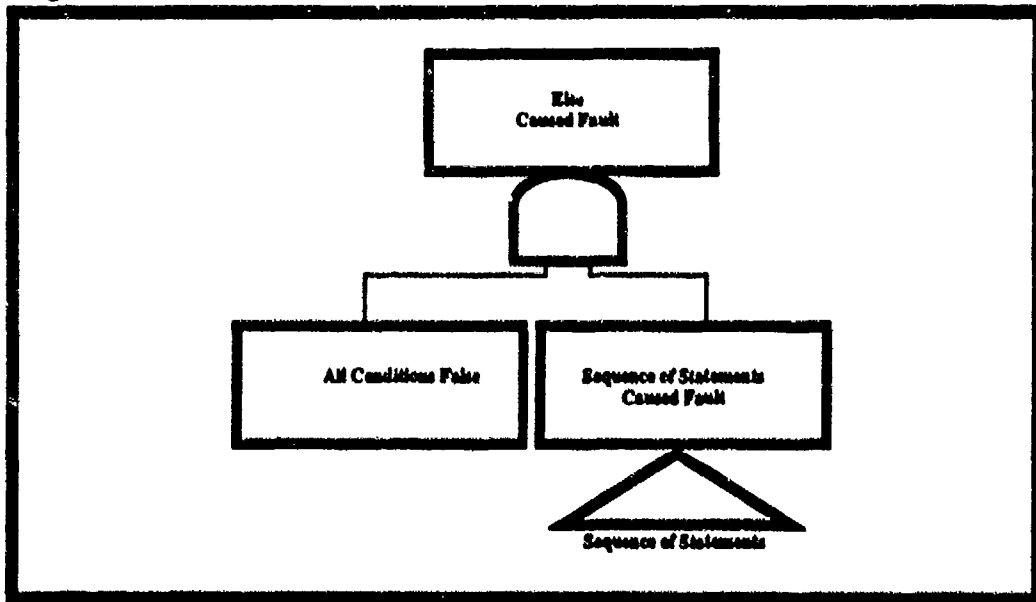 Else
Caused Fault
All Conditions False
Sequence of Statements
Caused Fault
Sequence of Statements